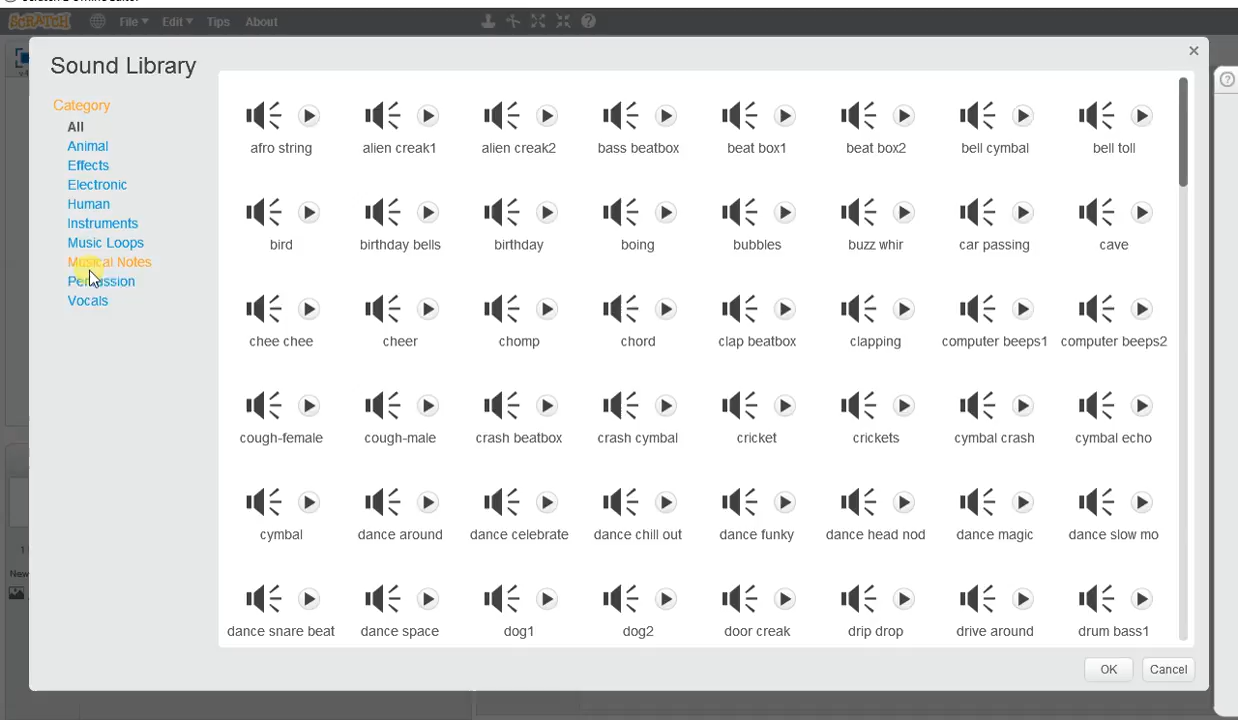 SCRATCH File Edit Tips About
Sound Library
Category
All
Animal
Effects
Electronic
Human
Instruments
Music Loops
Musical Notes
Percussion
Vocals
afro string alien creak1 alien creak2 bass beatbox beat box1 beat box2 bell cymbal bell toll
bird birthday bells birthday boing bubbles buzz whir car passing cave
chee chee cheer chomp chord clap beatbox clapping computer beeps1 computer beeps2
cough-female cough-male crash beatbox crash cymbal cricket crickets cymbal crash cymbal echo
cymbal dance around dance celebrate dance chill out dance funky dance head nod dance magic dance slow mo
dance snare beat dance space dog1 dog2 door creak drip drop drive around drum bass1
New
OK Cancel